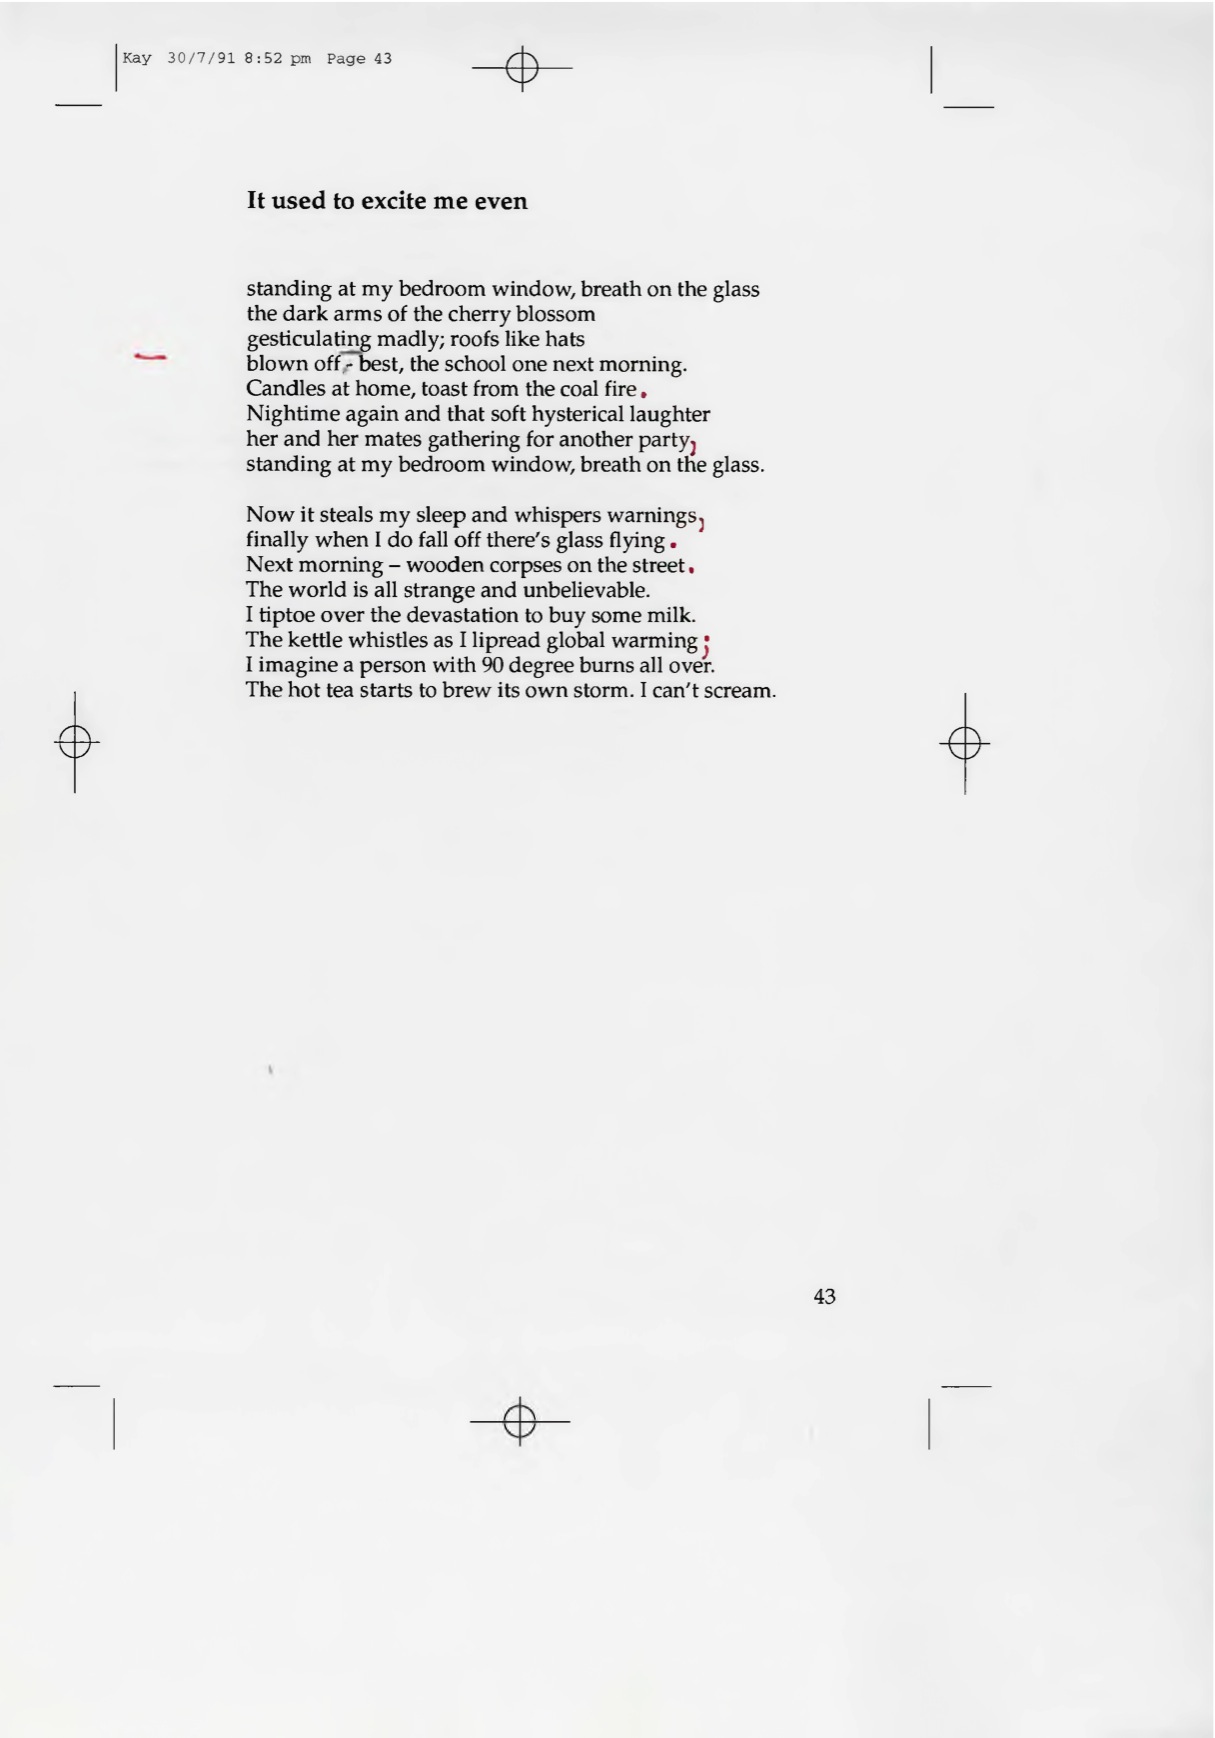 Kay 30/7/91 8:52 pm Page 43
It used to excite me even
standing at my bedroom window, breath on the glass
the dark arms of the cherry blossom
gesticulating madly; roofs like hats
blown off - best, the school one next morning.
Candles at home, toast from the coal fire.
Nightime again and that soft hysterical laughter
her and her mates gathering for another party,
standing at my bedroom window, breath on the glass.
Now it steals my sleep and whispers warnings,
finally when I do fall off there's glass flying.
Next morning – wooden corpses on the street.
The world is all strange and unbelievable.
I tiptoe over the devastation to buy some milk.
The kettle whistles as I lipread global warming;
I imagine a person with 90 degree burns all over.
The hot tea starts to brew its own storm. I can't scream.
43